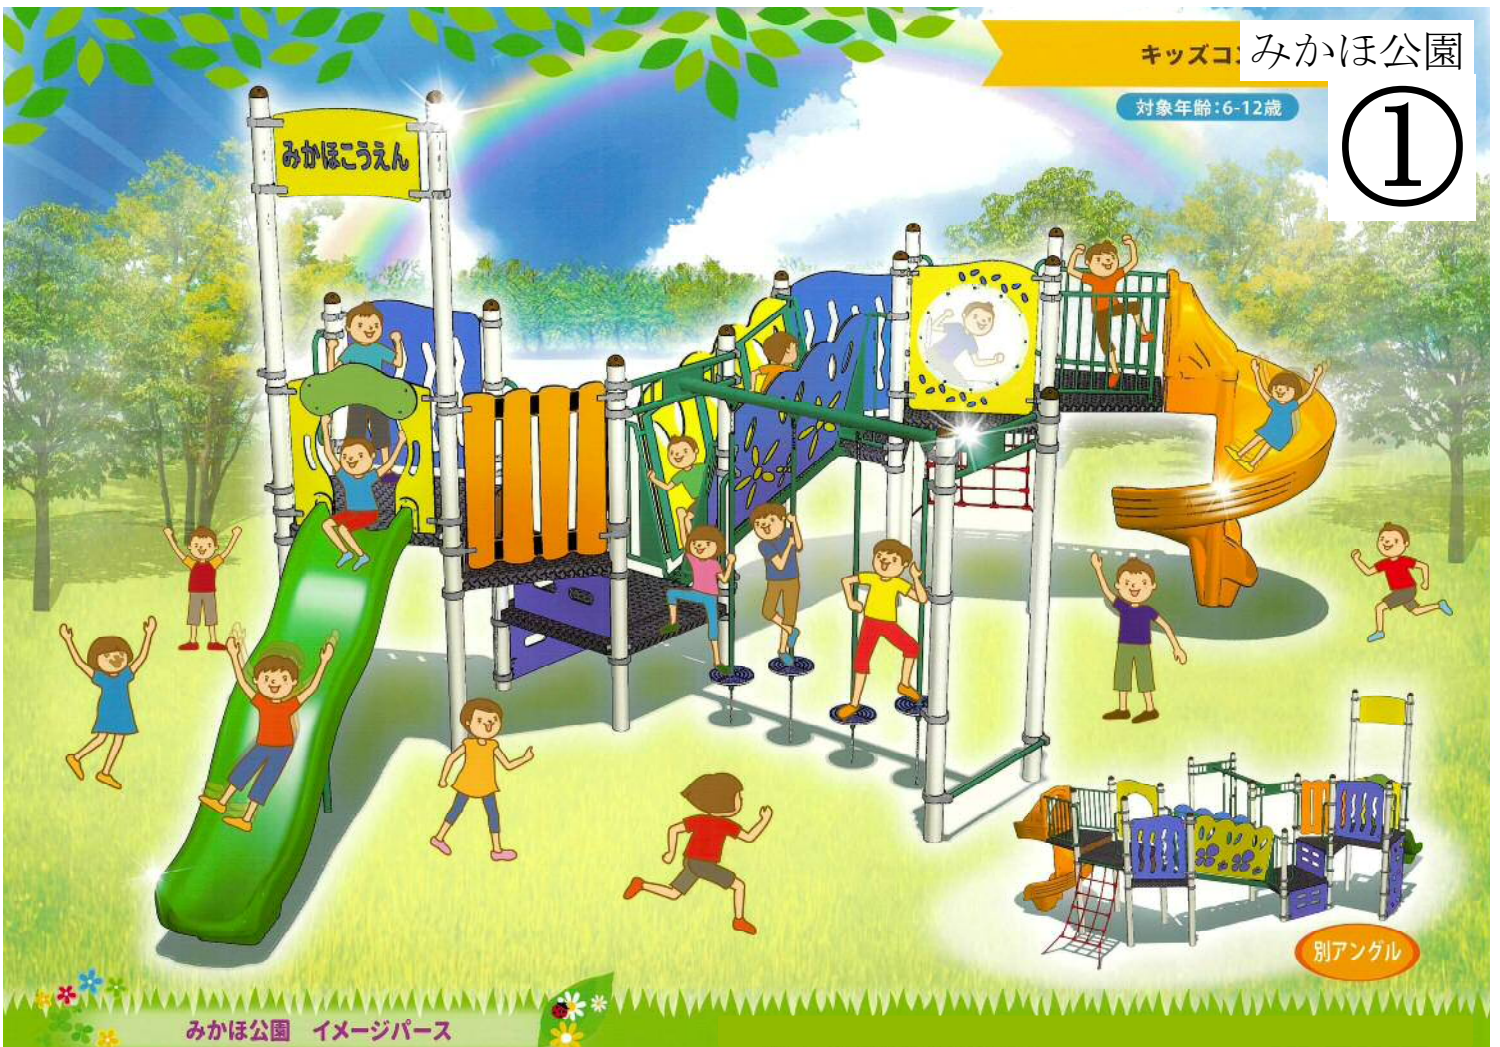 キッズコン
みかほ公園
対象年齢：6-12歳
①
みかほこうえん
別アングル
みかほ公園　イメージパース